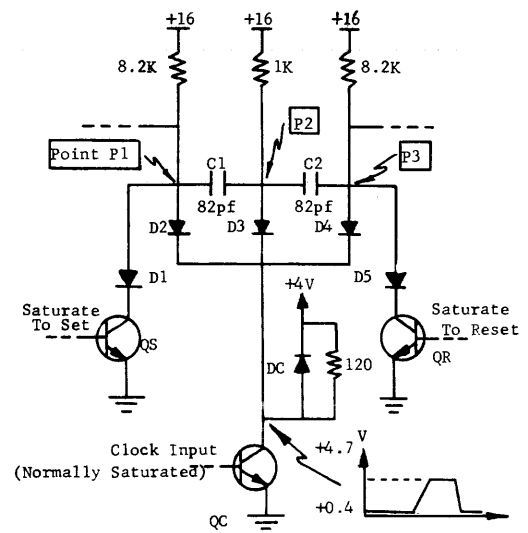 +16 +16 +16
8.2K 1K 8.2K
P2
Point P1
C1 C2
P3
82pf 82pf
D2 D3 D4
D1 +4V D5
Saturate
To Set
Saturate
To Reset
QS
QR
DC 120
Clock Input
(Normally Saturated)
+4.7 V
+0.4
QC